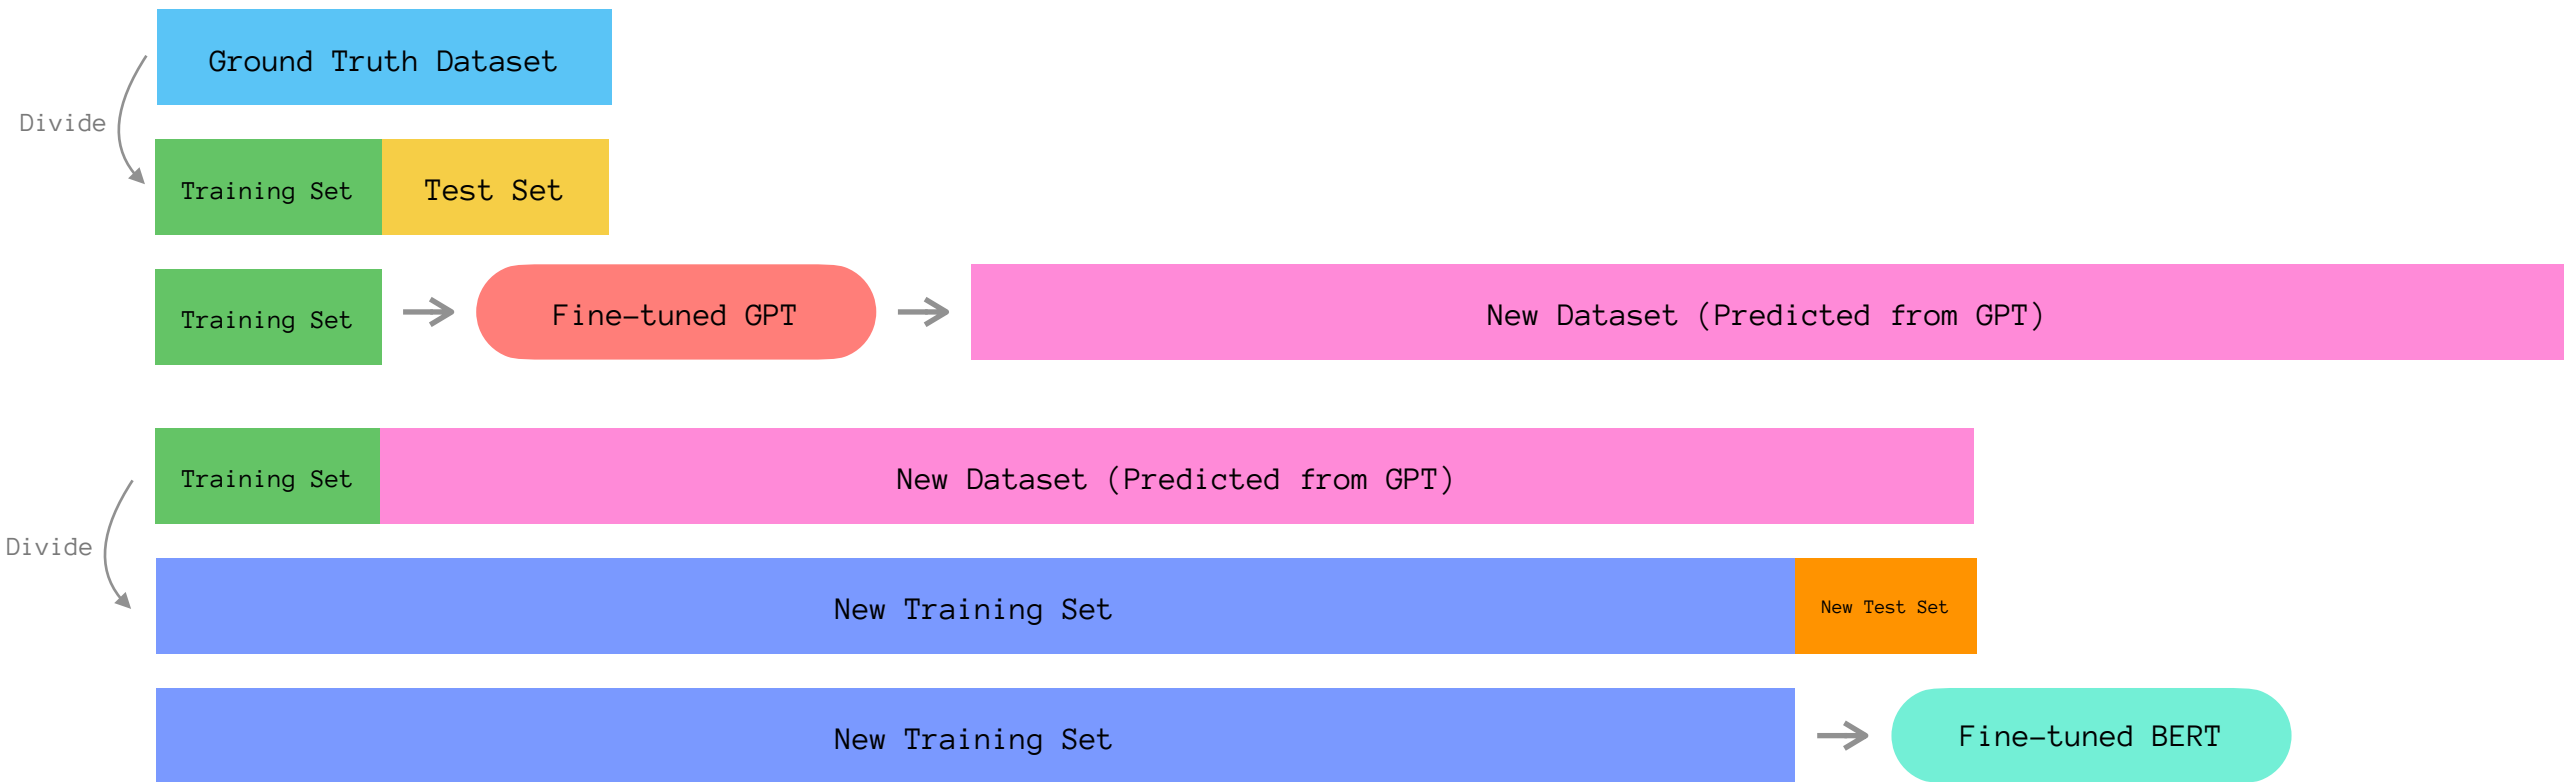 Ground Truth Dataset
Divide
Training Set
Test Set
Training Set
Fine-tuned GPT
New Dataset (Predicted from GPT)
Training Set
New Dataset (Predicted from GPT)
Divide
New Training Set
New Test Set
New Training Set
Fine-tuned BERT